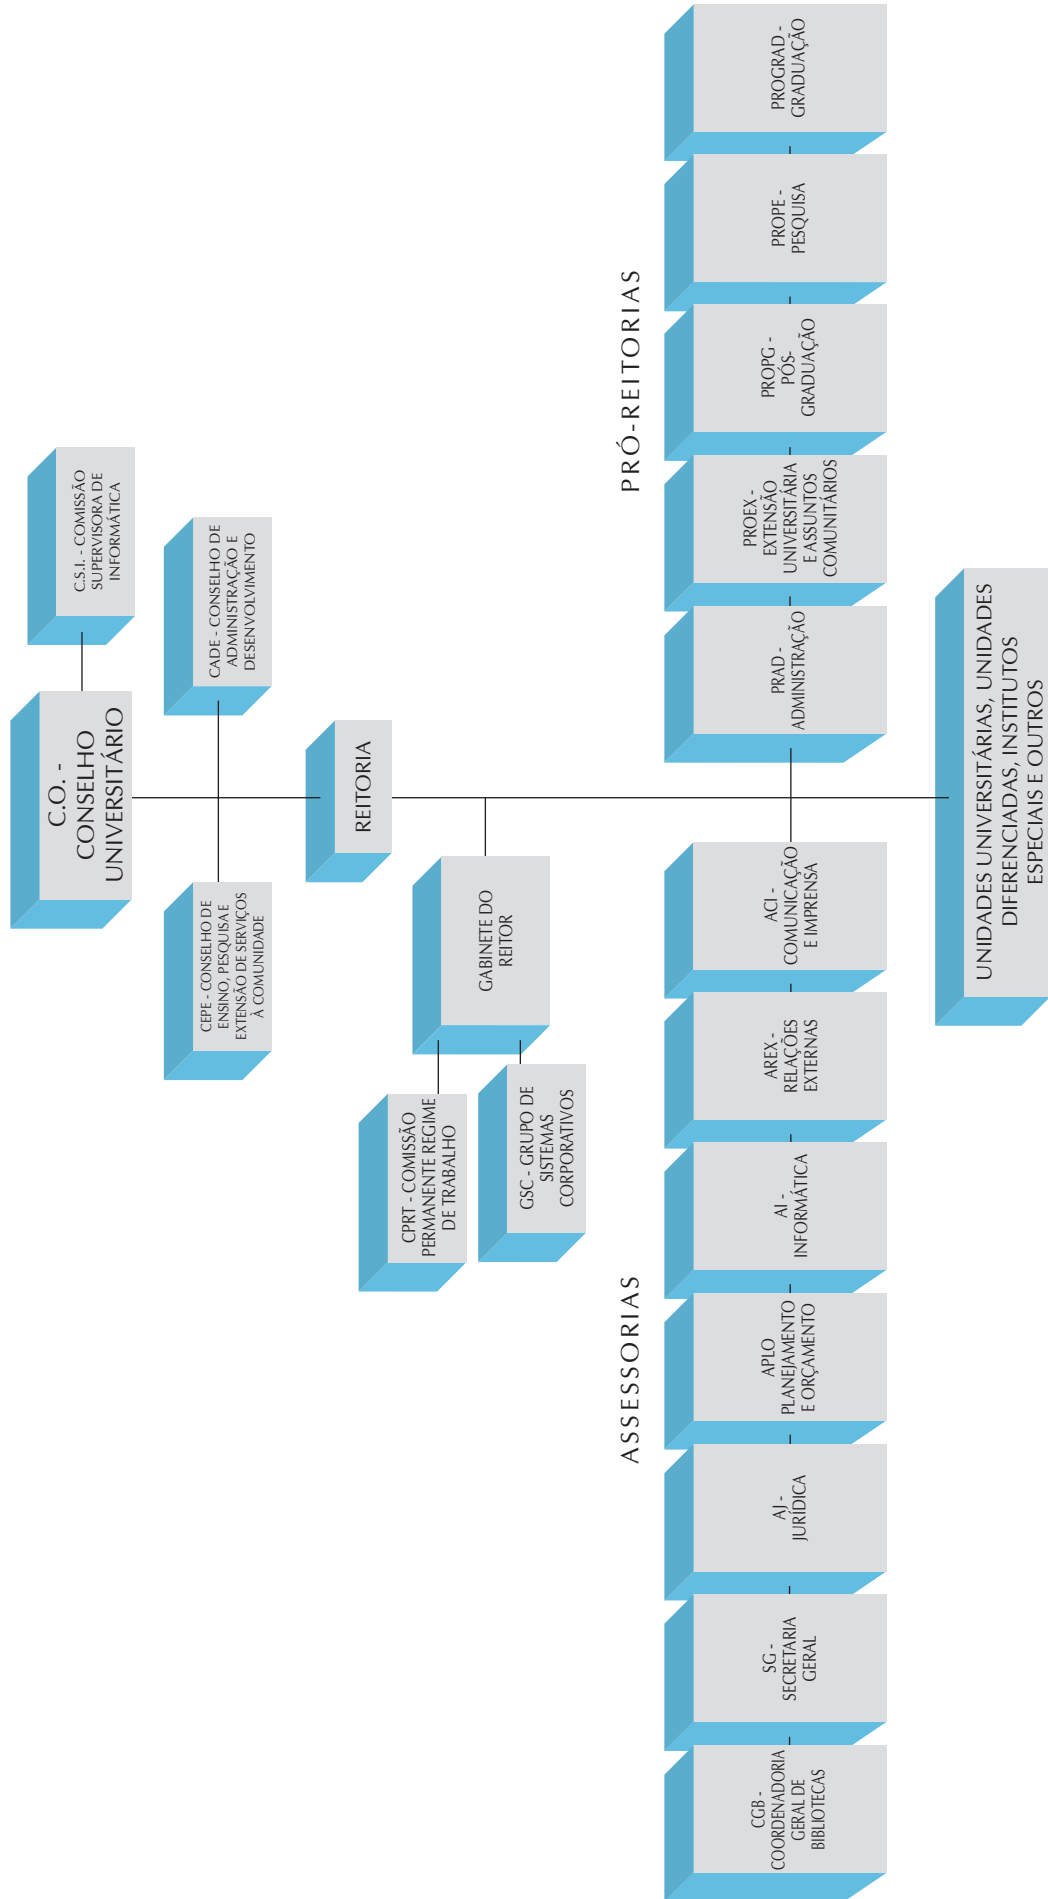 C.O. -
CONSELHO
UNIVERSITÁRIO
C.S.I. - COMISSÃO
SUPERVISORA DE
INFORMÁTICA
CEPE - CONSELHO DE
ENSINO, PESQUISA E
EXTENSÃO DE SERVIÇOS
À COMUNIDADE
CADE - CONSELHO DE
ADMINISTRAÇÃO E
DESENVOLVIMENTO
REITORIA
GABINETE DO
REITOR
CPRT - COMISSÃO
PERMANENTE REGIME
DE TRABALHO
GSC - GRUPO DE
SISTEMAS
CORPORATIVOS
ASSESSORIAS
CGB -
COORDENADORIA
GERAL DE
BIBLIOTECAS
SG -
SECRETARIA
GERAL
AJ -
JURÍDICA
APLO
PLANEJAMENTO
E ORÇAMENTO
AI -
INFORMÁTICA
AREX -
RELAÇÕES
EXTERNAS
ACI -
COMUNICAÇÃO
E IMPRENSA
PRÓ-REITORIAS
PRAD -
ADMINISTRAÇÃO
PROEX -
EXTENSÃO
UNIVERSITÁRIA
E ASSUNTOS
COMUNITÁRIOS
PROPG -
PÓS-
GRADUAÇÃO
PROPE -
PESQUISA
PROGRAD -
GRADUAÇÃO
UNIDADES UNIVERSITÁRIAS, UNIDADES
DIFERENCIADAS, INSTITUTOS
ESPECIAIS E OUTROS